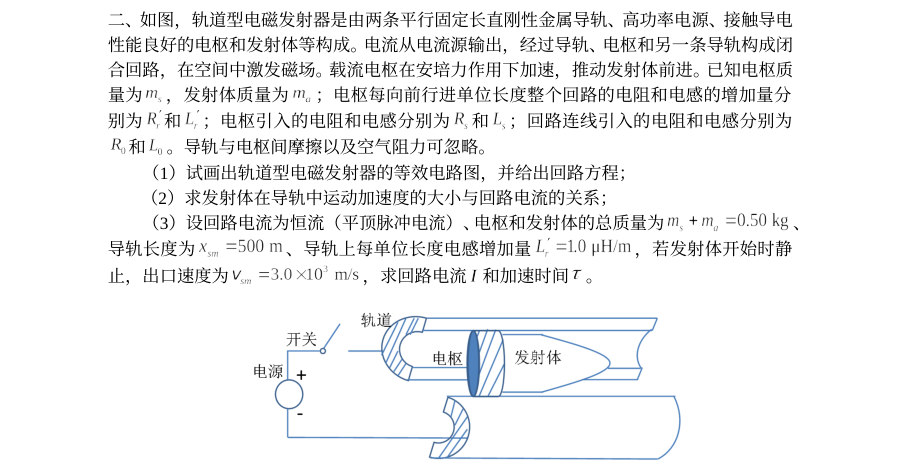 二、如图，轨道型电磁发射器是由两条平行固定长直刚性金属导轨、高功率电源、接触导电
性能良好的电枢和发射体等构成。电流从电流源输出，经过导轨、电枢和另一条导轨构成闭
合回路，在空间中激发磁场。载流电枢在安培力作用下加速，推动发射体前进。已知电枢质
量为 mₛ，发射体质量为 mₐ；电枢每向前行进单位长度整个回路的电阻和电感的增加量分
别为 Rᵣ′ 和 Lᵣ′；电枢引入的电阻和电感分别为 Rₛ 和 Lₛ；回路连线引入的电阻和电感分别为
R₀ 和 L₀。导轨与电枢间摩擦以及空气阻力可忽略。
（1）试画出轨道型电磁发射器的等效电路图，并给出回路方程；
（2）求发射体在导轨中运动加速度的大小与回路电流的关系；
（3）设回路电流为恒流（平顶脉冲电流）、电枢和发射体的总质量为 mₛ + mₐ =0.50 kg、
导轨长度为 xₛₘ =500 m、导轨上每单位长度电感增加量 Lᵣ′ =1.0 μH/m，若发射体开始时静
止，出口速度为 vₛₘ =3.0×10³ m/s，求回路电流 I 和加速时间 τ 。
轨道
开关
电枢
发射体
电源
+
-